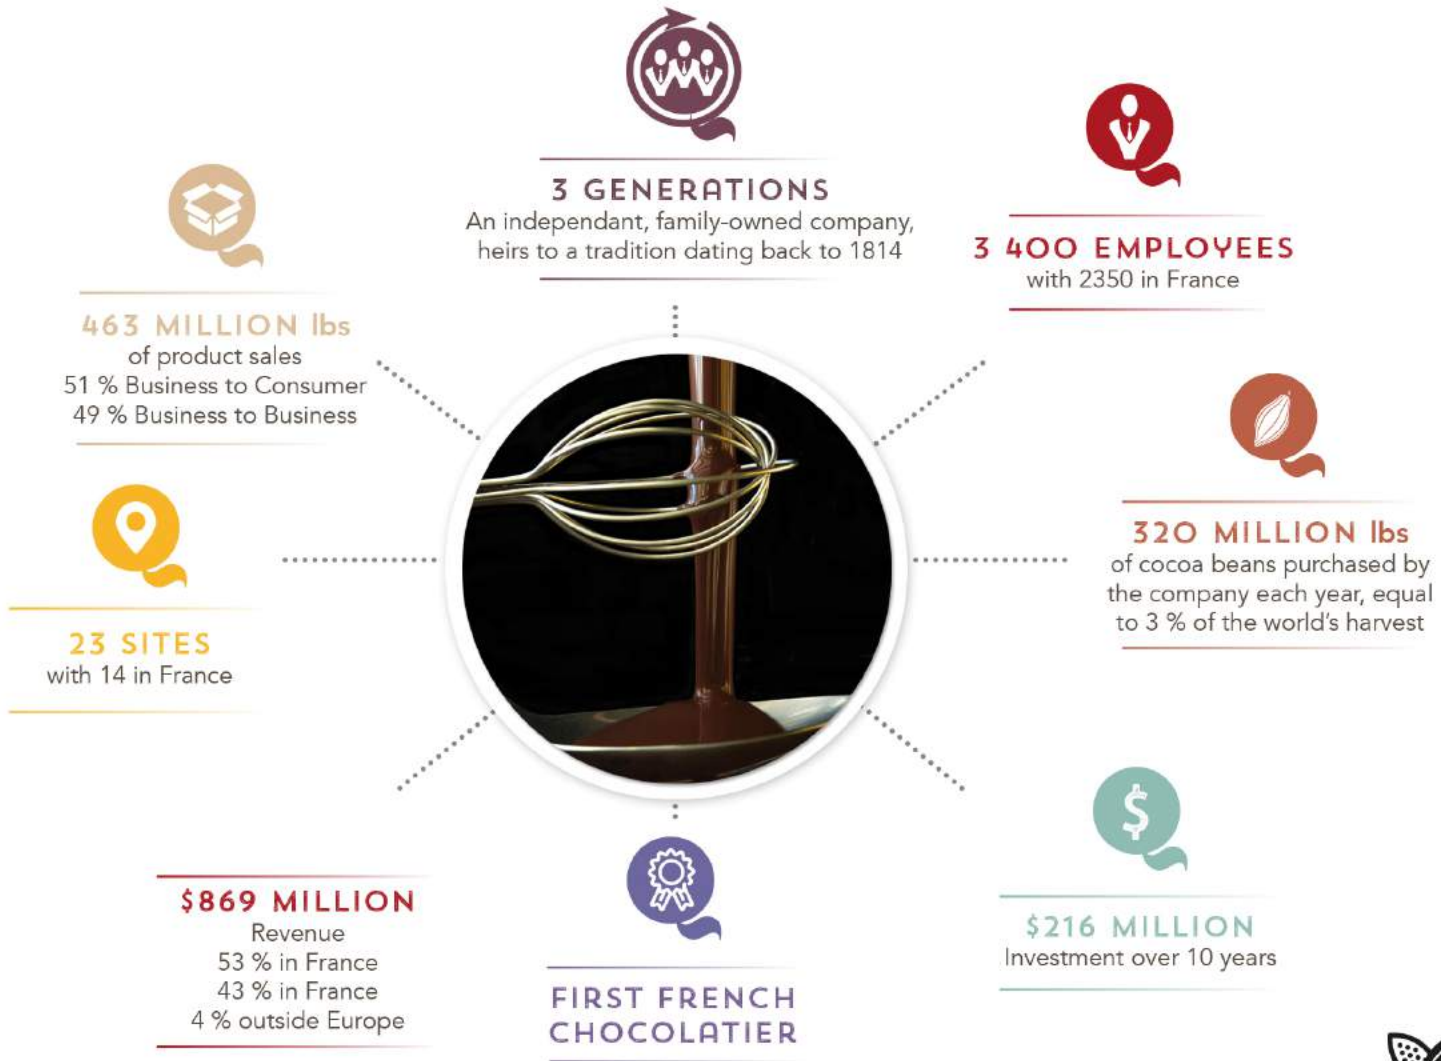 3 GENERATIONS
An independant, family-owned company,
heirs to a tradition dating back to 1814
3 400 EMPLOYEES
with 2350 in France
463 MILLION lbs
of product sales
51 % Business to Consumer
49 % Business to Business
320 MILLION lbs
of cocoa beans purchased by
the company each year, equal
to 3 % of the world's harvest
23 SITES
with 14 in France
$869 MILLION
Revenue
53 % in France
43 % in France
4 % outside Europe
FIRST FRENCH
CHOCOLATIER
$
$216 MILLION
Investment over 10 years